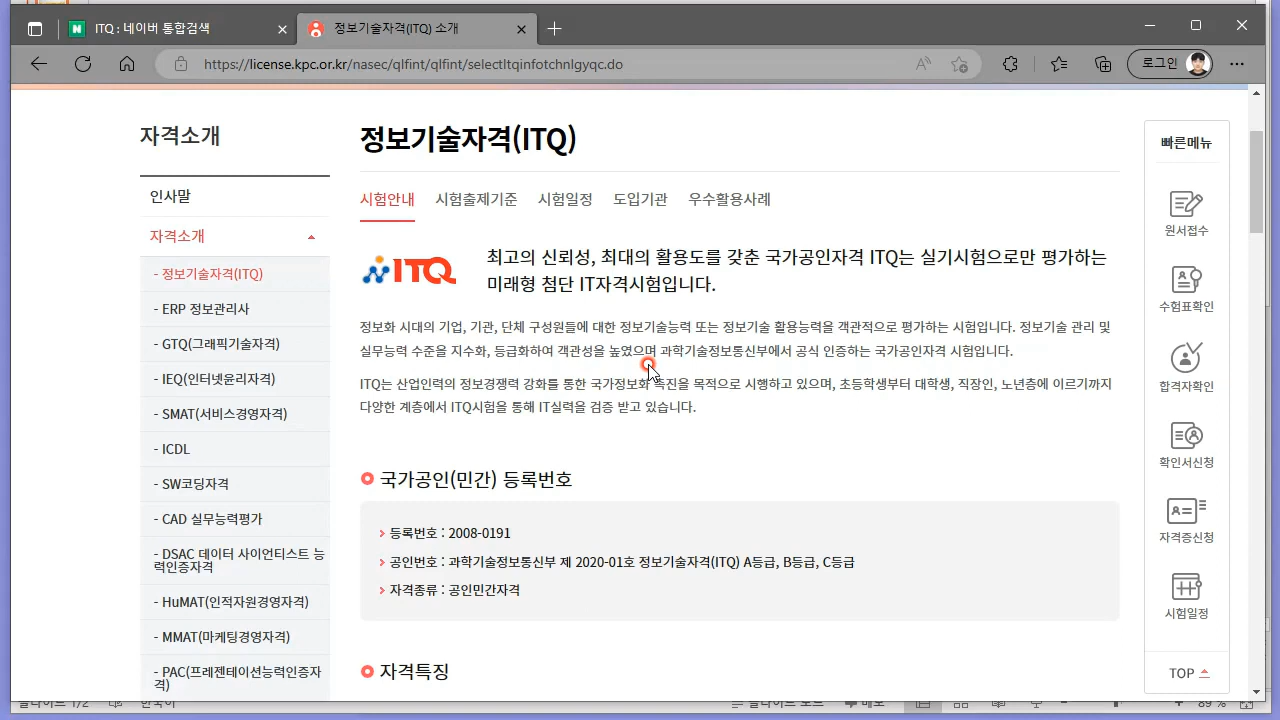 ITQ : 네이버 통합검색
정보기술자격(ITQ) 소개
https://license.kpc.or.kr/nasec/qlfint/qlfint/selectItqinfotchnlgyqc.do
로그인
자격소개
인사말
자격소개
- 정보기술자격(ITQ)
- ERP 정보관리사
- GTQ(그래픽기술자격)
- IEQ(인터넷윤리자격)
- SMAT(서비스경영자격)
- ICDL
- SW코딩자격
- CAD 실무능력평가
- DSAC 데이터 사이언티스트 능
력인증자격
- HuMAT(인적자원경영자격)
- MMAT(마케팅경영자격)
- PAC(프레젠테이션능력인증자
격)
정보기술자격(ITQ)
시험안내 시험출제기준 시험일정 도입기관 우수활용사례
ITQ
최고의 신뢰성, 최대의 활용도를 갖춘 국가공인자격 ITQ는 실기시험으로만 평가하는
미래형 첨단 IT자격시험입니다.
정보화 시대의 기업, 기관, 단체 구성원들에 대한 정보기술능력 또는 정보기술 활용능력을 객관적으로 평가하는 시험입니다. 정보기술 관리 및
실무능력 수준을 지수화, 등급화하여 객관성을 높였으며 과학기술정보통신부에서 공식 인증하는 국가공인자격 시험입니다.
ITQ는 산업인력의 정보경쟁력 강화를 통한 국가정보화 촉진을 목적으로 시행하고 있으며, 초등학생부터 대학생, 직장인, 노년층에 이르기까지
다양한 계층에서 ITQ시험을 통해 IT실력을 검증 받고 있습니다.
국가공인(민간) 등록번호
등록번호 : 2008-0191
공인번호 : 과학기술정보통신부 제 2020-01호 정보기술자격(ITQ) A등급, B등급, C등급
자격종류 : 공인민간자격
자격특징
빠른메뉴
원서접수
수험표확인
합격자확인
확인서신청
자격증신청
시험일정
TOP
슬라이드 1/2 한국어 슬라이드 노트 메모 89 %